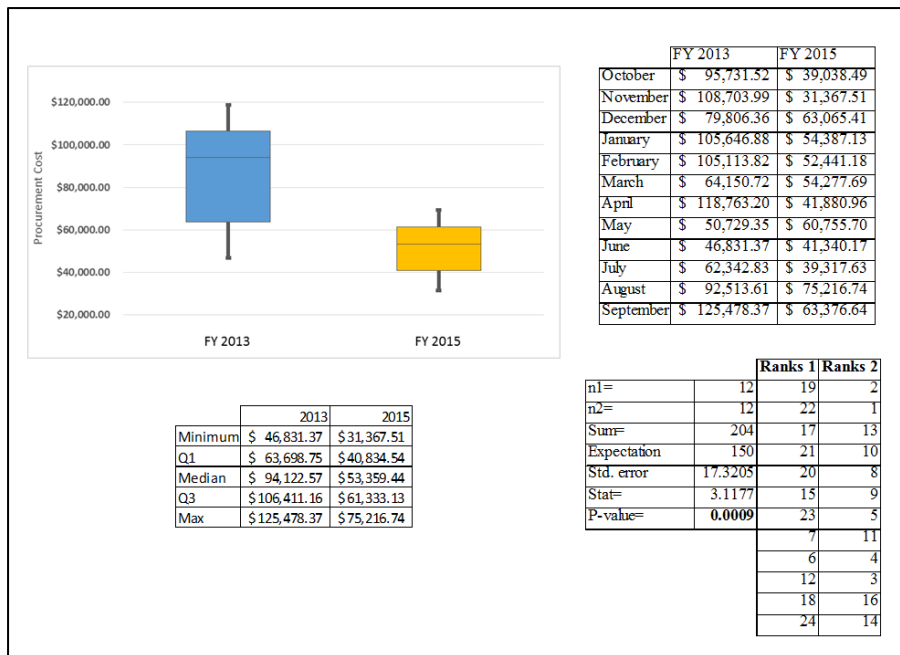 FY 2013 FY 2015
October $ 95,731.52 $ 39,038.49
November $ 108,703.99 $ 31,367.51
December $ 79,806.36 $ 63,065.41
January $ 105,646.88 $ 54,387.13
February $ 105,113.82 $ 52,441.18
March $ 64,150.72 $ 54,277.69
April $ 118,763.20 $ 41,880.96
May $ 50,729.35 $ 60,755.70
June $ 46,831.37 $ 41,340.17
July $ 62,342.83 $ 39,317.63
August $ 92,513.61 $ 75,216.74
September $ 125,478.37 $ 63,376.64
Procurement Cost
$120,000.00
$100,000.00
$80,000.00
$60,000.00
$40,000.00
$20,000.00
FY 2013 FY 2015
2013 2015
Minimum $ 46,831.37 $31,367.51
Q1 $ 63,698.75 $40,834.54
Median $ 94,122.57 $53,359.44
Q3 $106,411.16 $61,333.13
Max $125,478.37 $75,216.74
Ranks 1 Ranks 2
n1= 12 19 2
n2= 12 22 1
Sum= 204 17 13
Expectation 150 21 10
Std. error 17.3205 20 8
Stat= 3.1177 15 9
P-value= 0.0009 23 5
7 11
6 4
12 3
18 16
24 14